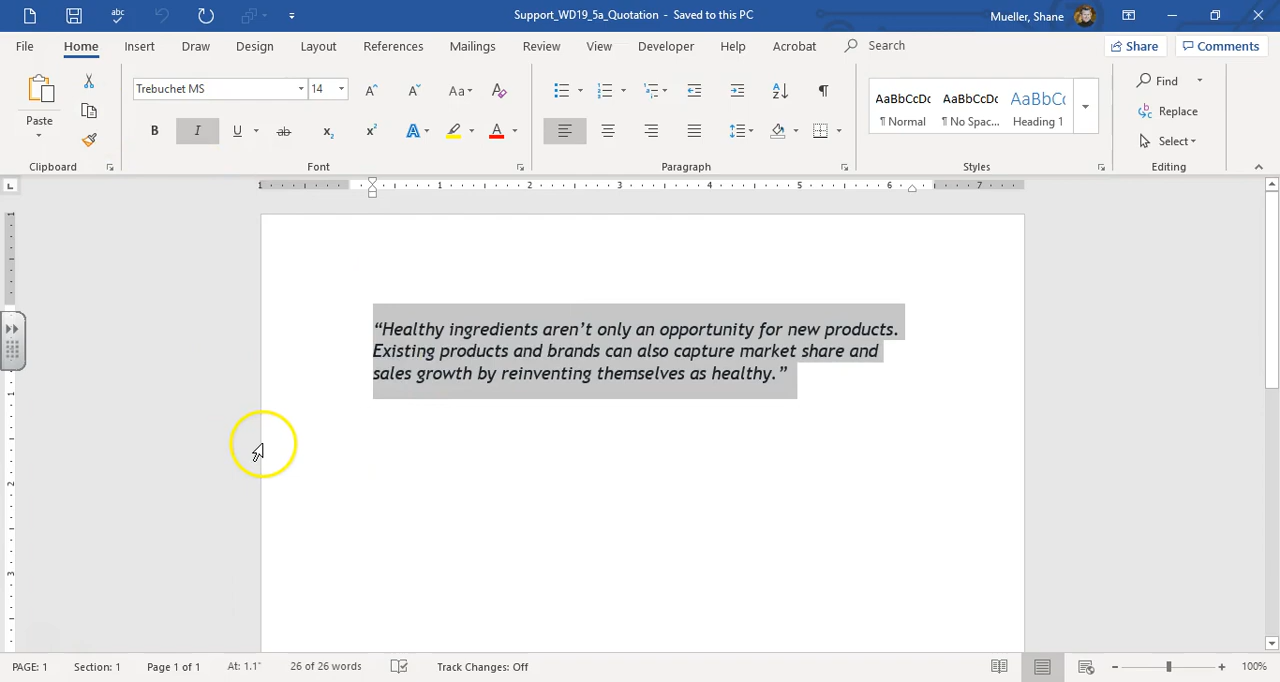 Support_WD19_5a_Quotation - Saved to this PC
Mueller, Shane
File Home Insert Draw Design Layout References Mailings Review View Developer Help Acrobat Search Share Comments
Paste
Clipboard
Trebuchet MS 14
Font
Paragraph
AaBbCcDc AaBbCcDc AaBbCc
¶ Normal ¶ No Spac... Heading 1
Styles
Find
Replace
Select
Editing
“Healthy ingredients aren’t only an opportunity for new products.
Existing products and brands can also capture market share and
sales growth by reinventing themselves as healthy.”
PAGE: 1 Section: 1 Page 1 of 1 At: 1.1" 26 of 26 words Track Changes: Off 100%